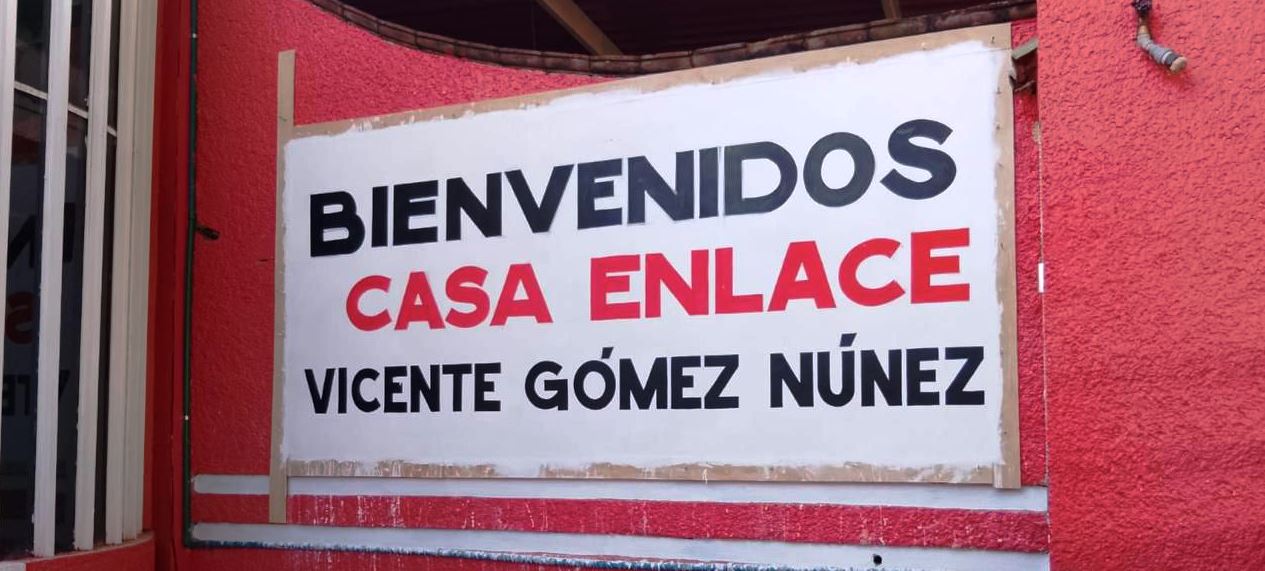 BIENVENIDOS
CASA ENLACE
VICENTE GÓMEZ NÚNEZ